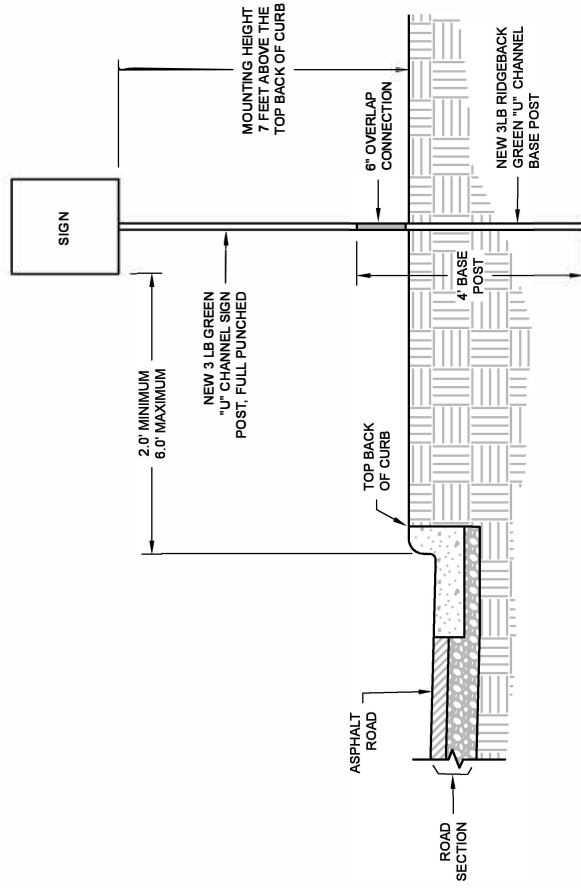 SIGN
MOUNTING HEIGHT
7 FEET ABOVE THE
TOP BACK OF CURB
2.0' MINIMUM
6.0' MAXIMUM
NEW 3 LB GREEN
"U" CHANNEL SIGN
POST, FULL PUNCHED
6" OVERLAP
CONNECTION
TOP BACK
OF CURB
4' BASE
POST
NEW 3LB RIDGEBACK
GREEN "U" CHANNEL
BASE POST
ASPHALT
ROAD
ROAD
SECTION